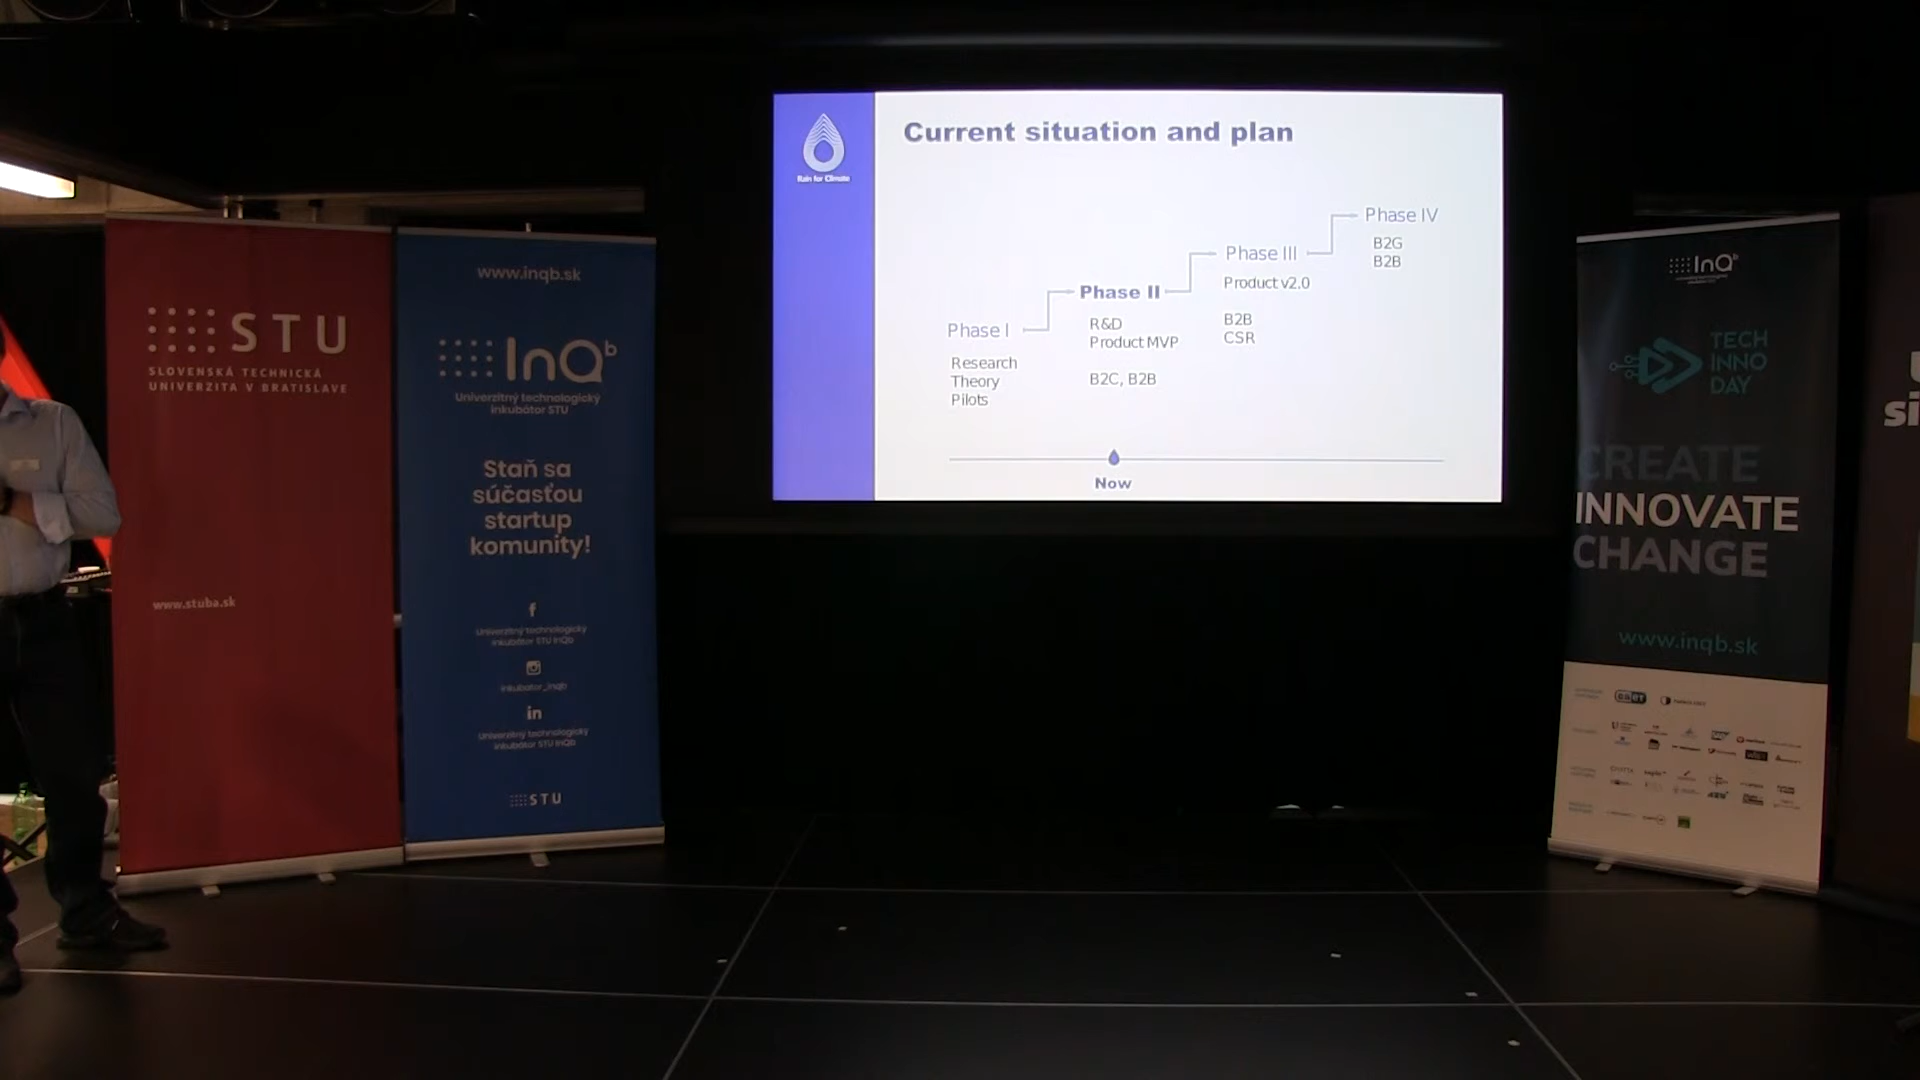 STU
SLOVENSKÁ TECHNICKÁ
UNIVERZITA V BRATISLAVE
www.stuba.sk
www.inqb.sk
InQb
Univerzitný technologický
inkubátor STU
Staň sa
súčasťou
startup
komunity!
Univerzitný technologický
inkubátor STU InQb
inkubator_inqb
in
Univerzitný technologický
inkubátor STU InQb
STU
Rain for Climate
Current situation and plan
Phase I
Research
Theory
Pilots
Phase II
R&D
Product MVP
B2C, B2B
Phase III
Product v2.0
B2B
CSR
Phase IV
B2G
B2B
Now
InQb
TECH
INNO
DAY
CREATE
INNOVATE
CHANGE
www.inqb.sk
eset
si